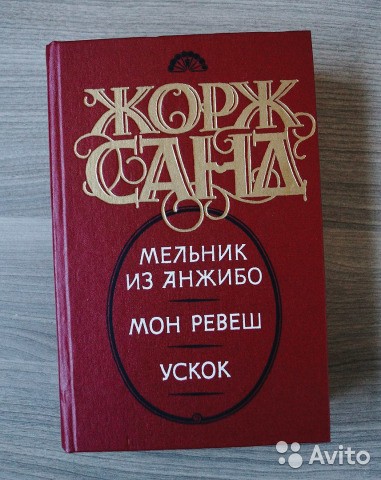 ЖОРЖ
САНД
МЕЛЬНИК
ИЗ АНЖИБО
МОН РЕВЕШ
УСКОК
Avito